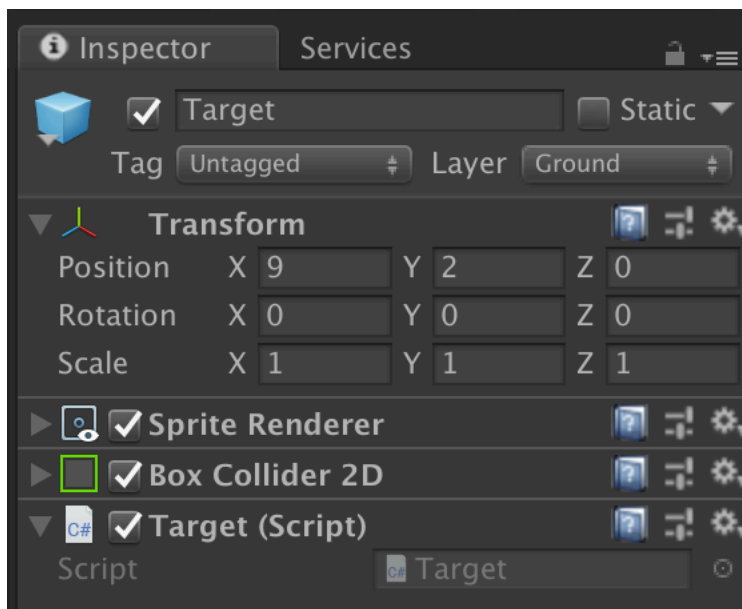 Inspector Services
Target Static
Tag Untagged Layer Ground
Transform
Position X 9 Y 2 Z 0
Rotation X 0 Y 0 Z 0
Scale X 1 Y 1 Z 1
Sprite Renderer
Box Collider 2D
C# Target (Script)
Script C# Target